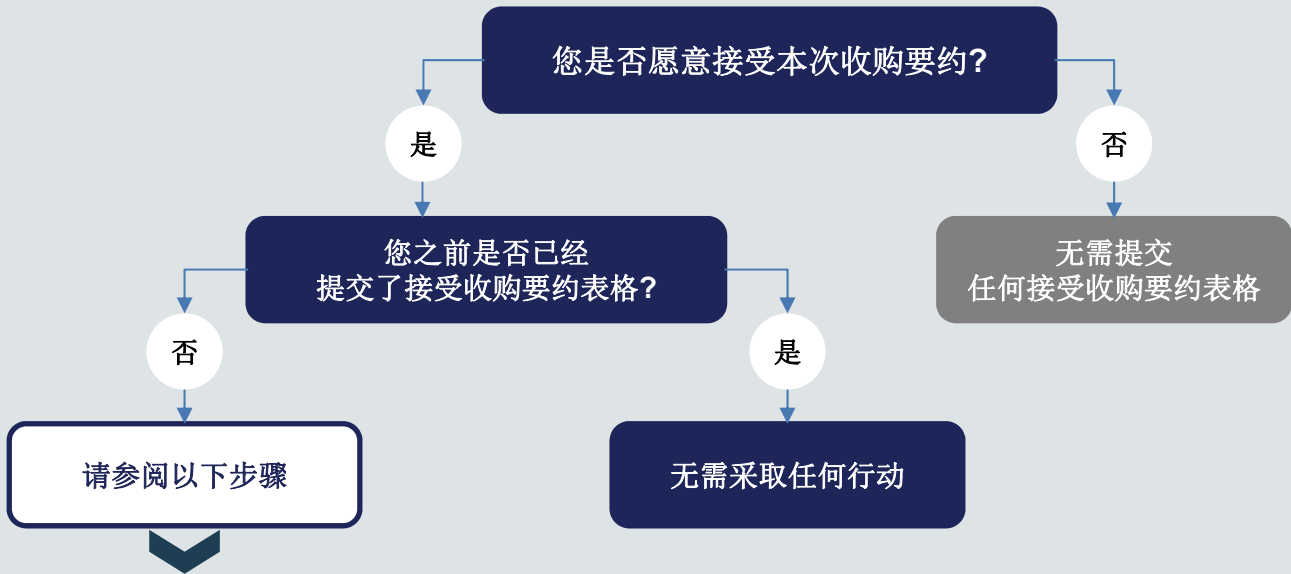 您是否愿意接受本次收购要约?
是
否
您之前是否已经
提交了接受收购要约表格?
无需提交
任何接受收购要约表格
否
是
请参阅以下步骤
无需采取任何行动